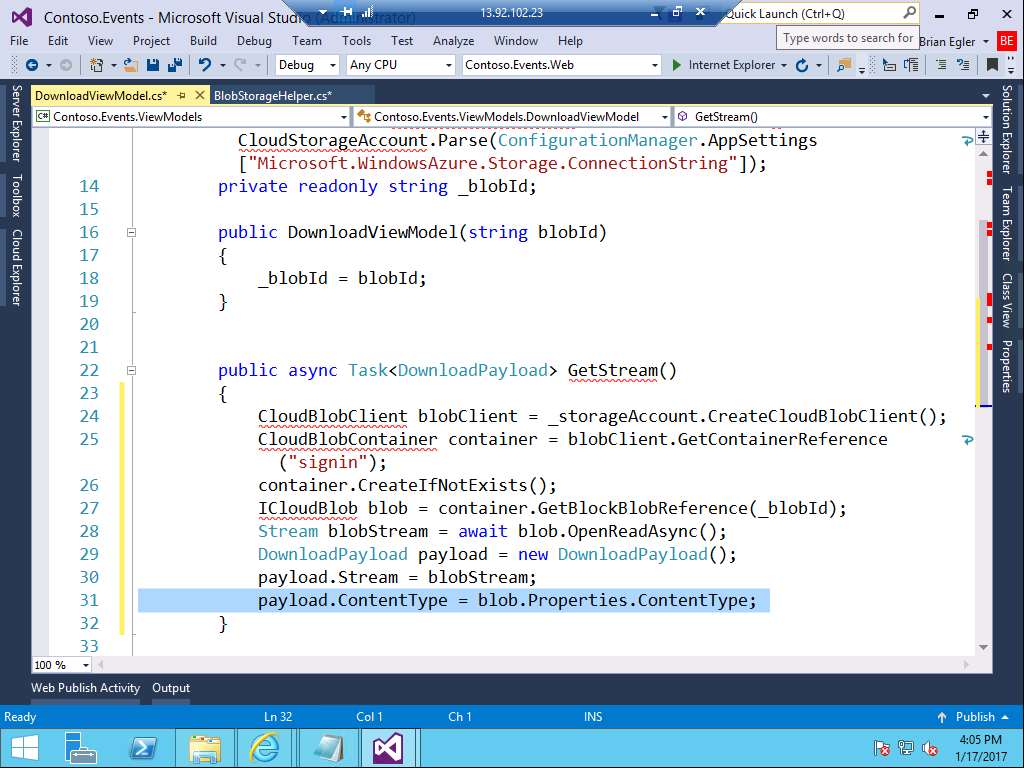 Contoso.Events - Microsoft Visual Studio (Administrator)
13.92.102.23
Quick Launch (Ctrl+Q)
File Edit View Project Build Debug Team Tools Test Analyze Window Help
Type words to search for
Brian Egler
BE
Debug
Any CPU
Contoso.Events.Web
Internet Explorer
DownloadViewModel.cs*
BlobStorageHelper.cs*
Contoso.Events.ViewModels
Contoso.Events.ViewModels.DownloadViewModel
GetStream()
Server Explorer
Toolbox
Cloud Explorer
CloudStorageAccount.Parse(ConfigurationManager.AppSettings
["Microsoft.WindowsAzure.Storage.ConnectionString"]);
14 private readonly string _blobId;
15
16 public DownloadViewModel(string blobId)
17 {
18 _blobId = blobId;
19 }
20
21
22 public async Task<DownloadPayload> GetStream()
23 {
24 CloudBlobClient blobClient = _storageAccount.CreateCloudBlobClient();
25 CloudBlobContainer container = blobClient.GetContainerReference
("signin");
26 container.CreateIfNotExists();
27 ICloudBlob blob = container.GetBlockBlobReference(_blobId);
28 Stream blobStream = await blob.OpenReadAsync();
29 DownloadPayload payload = new DownloadPayload();
30 payload.Stream = blobStream;
31 payload.ContentType = blob.Properties.ContentType;
32 }
33
Solution Explorer
Team Explorer
Class View
Properties
100 %
Web Publish Activity Output
Ready Ln 32 Col 1 Ch 1 INS Publish
4:05 PM
1/17/2017